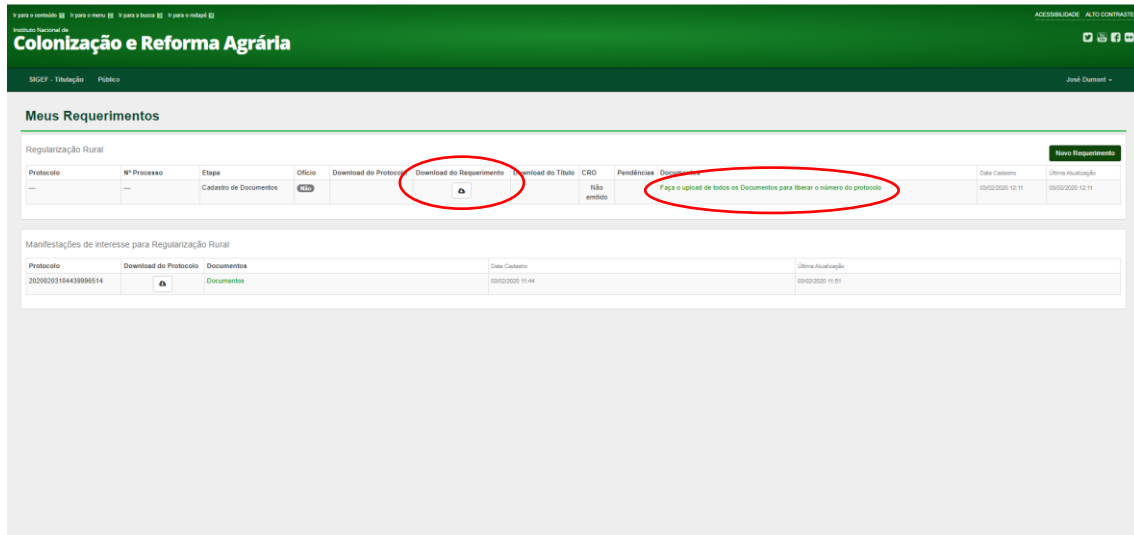 Ir para o conteúdo 1 Ir para o menu 2 Ir para a busca 3 Ir para o rodapé 4 ACESSIBILIDADE ALTO CONTRASTE
Instituto Nacional de
Colonização e Reforma Agrária
SIGEF - Titulação Público José Dumont
Meus Requerimentos
Regularização Rural Novo Requerimento
Protocolo Nº Processo Etapa Ofício Download do Protocolo Download do Requerimento Download do Título CRO Pendências Documentos Data Cadastro Última Atualização
--- --- Cadastro de Documentos Não Não emitido Faça o upload de todos os Documentos para liberar o número do protocolo 03/02/2020 12:11 03/02/2020 12:11
Manifestações de interesse para Regularização Rural
Protocolo Download do Protocolo Documentos Data Cadastro Última Atualização
20200203104439996514 Documentos 03/02/2020 11:44 03/02/2020 11:51